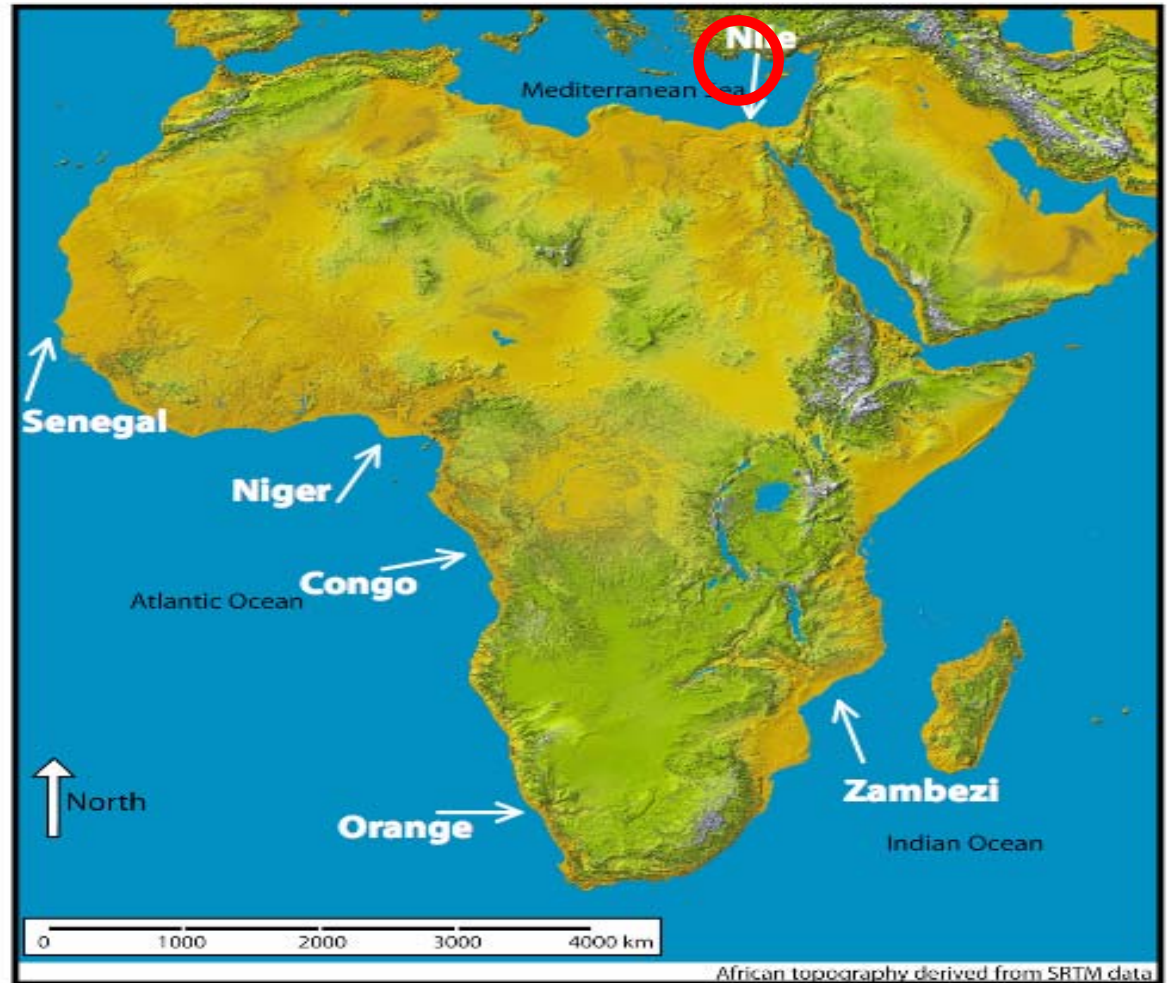 Nile
Mediterranean Sea
Senegal
Niger
Congo
Atlantic Ocean
North
Zambezi
Orange
Indian Ocean
0 1000 2000 3000 4000 km
African topography derived from SRTM data